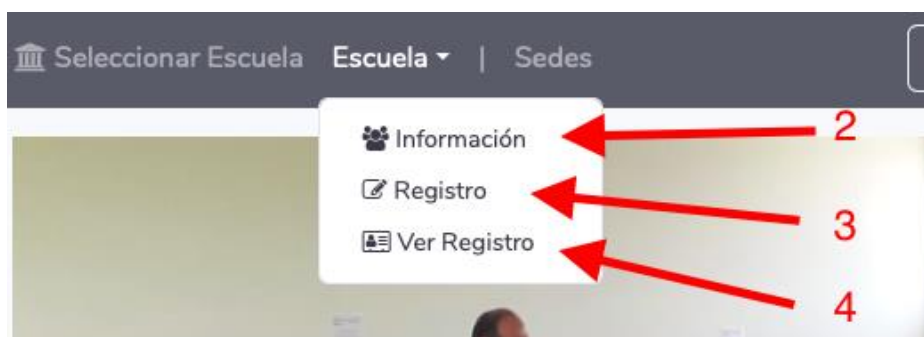 Seleccionar Escuela Escuela | Sedes
Información 2
Registro 3
Ver Registro 4